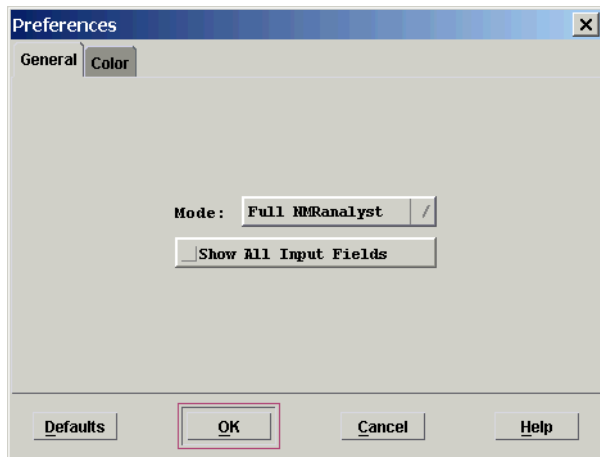 Preferences
General Color
Mode: Full NMRanalyst
Show All Input Fields
Defaults OK Cancel Help